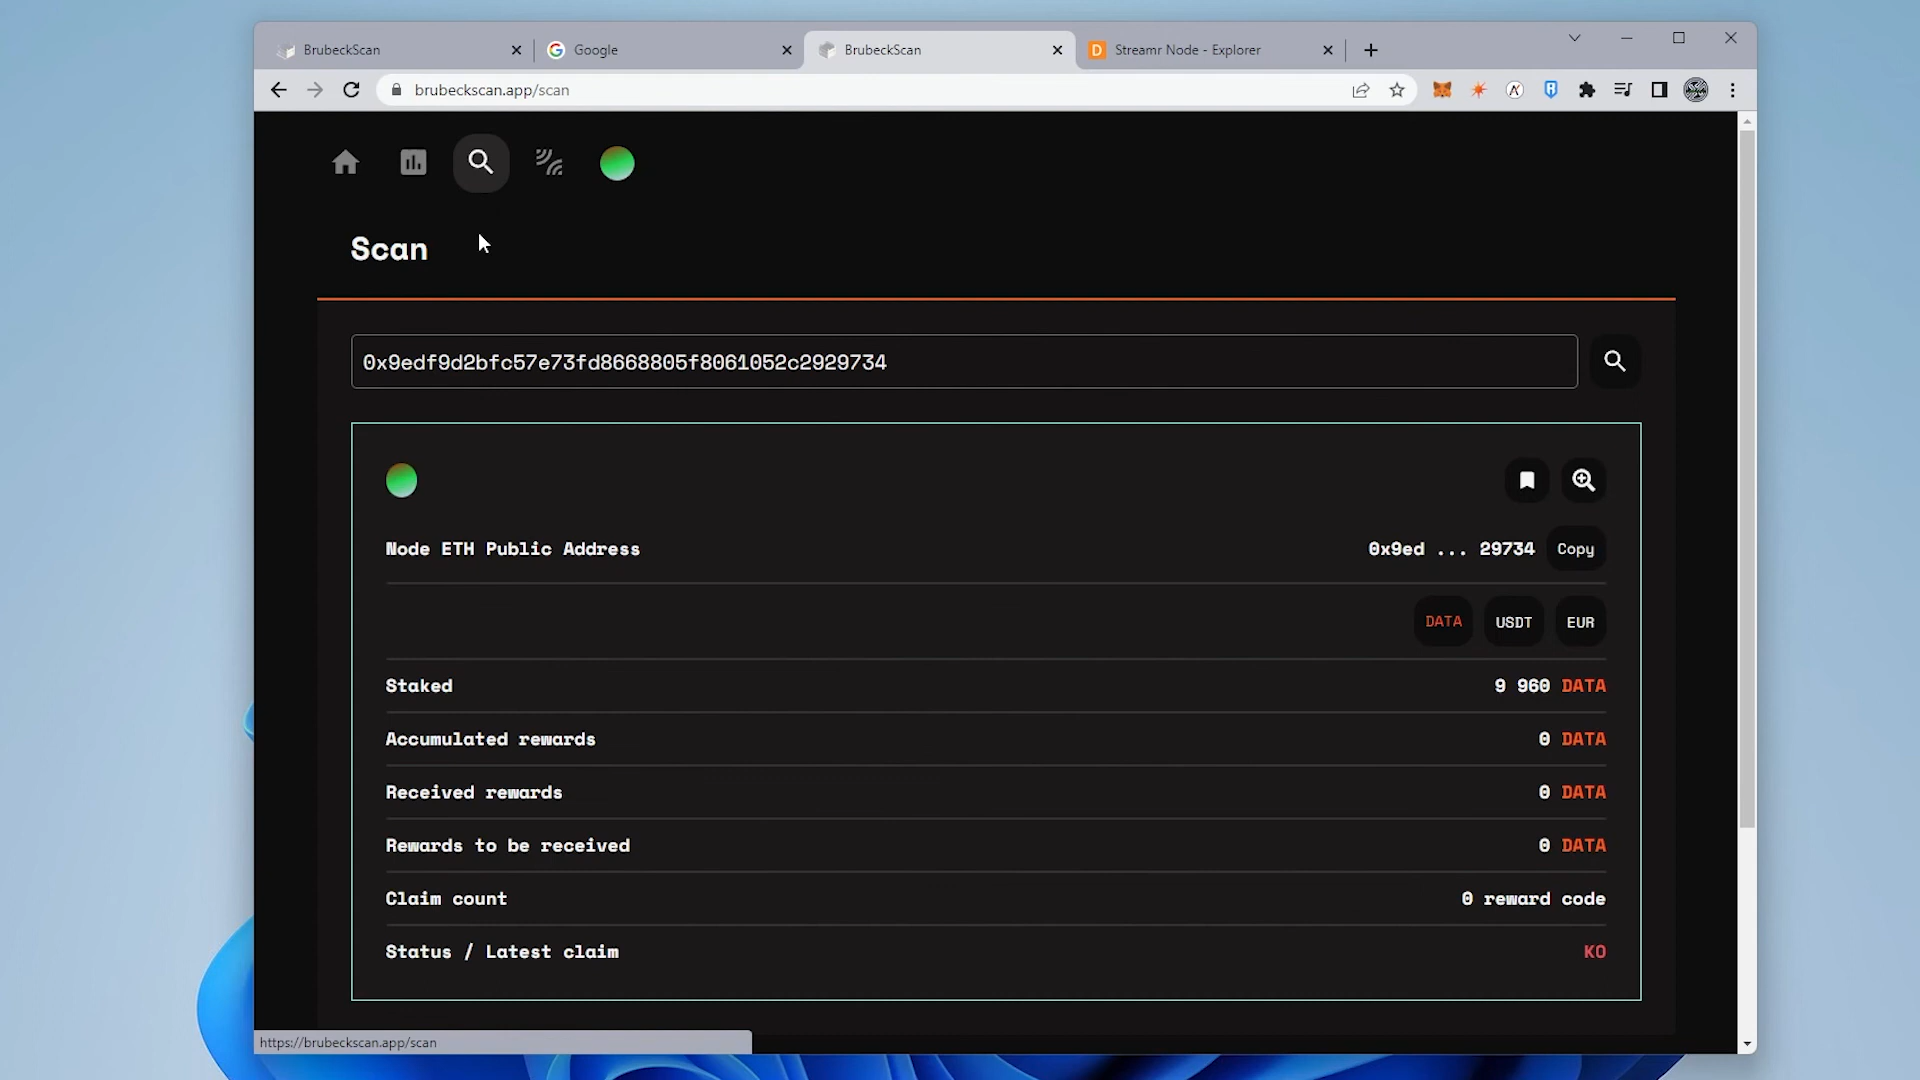 BrubeckScan
Google
BrubeckScan
Streamr Node - Explorer
brubeckscan.app/scan
Scan
0x9edf9d2bfc57e73fd8668805f8061052c2929734
Node ETH Public Address
0x9ed ... 29734
Copy
DATA
USDT
EUR
Staked
9 960 DATA
Accumulated rewards
0 DATA
Received rewards
0 DATA
Rewards to be received
0 DATA
Claim count
0 reward code
Status / Latest claim
KO
https://brubeckscan.app/scan